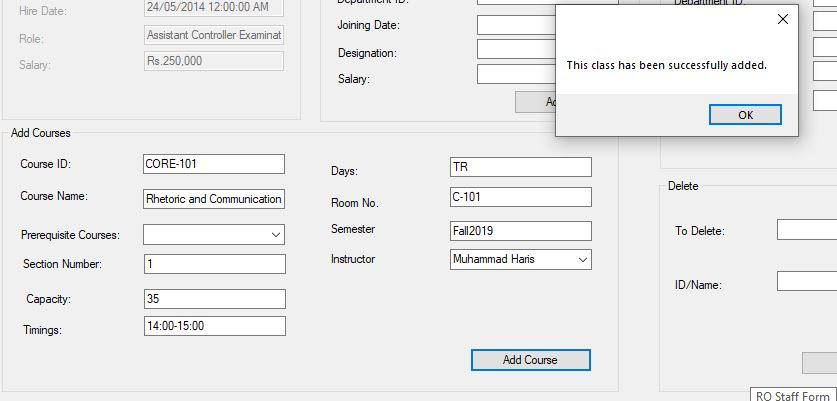 Hire Date:
24/05/2014 12:00:00 AM
Role:
Assistant Controller Examinat
Salary:
Rs.250,000
Joining Date:
Designation:
Salary:
This class has been successfully added.
OK
Add Courses
Course ID:
CORE-101
Course Name:
Rhetoric and Communication
Prerequisite Courses:
Section Number:
1
Capacity:
35
Timings:
14:00-15:00
Days:
TR
Room No.
C-101
Semester
Fall2019
Instructor
Muhammad Haris
Add Course
Delete
To Delete:
ID/Name:
RO Staff Form